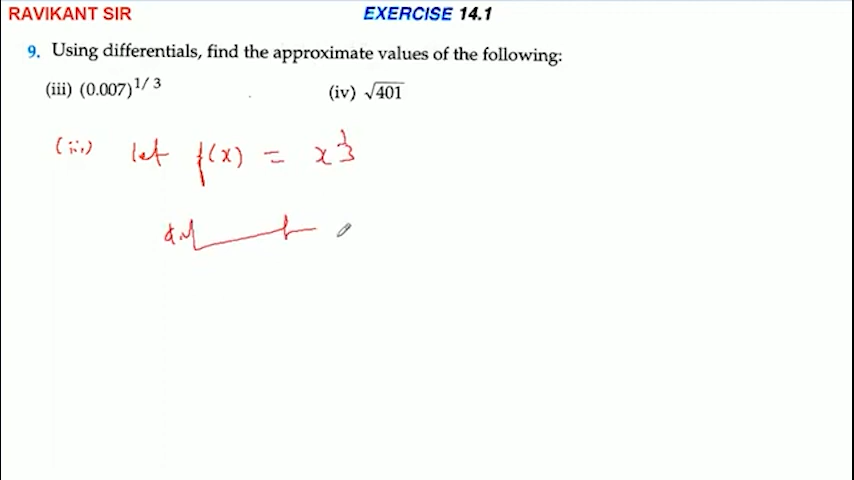 RAVIKANT SIR EXERCISE 14.1
9. Using differentials, find the approximate values of the following:
(iii) (0.007)^{1/3} (iv) √401
(iii) let f(x) = x^{1/3}